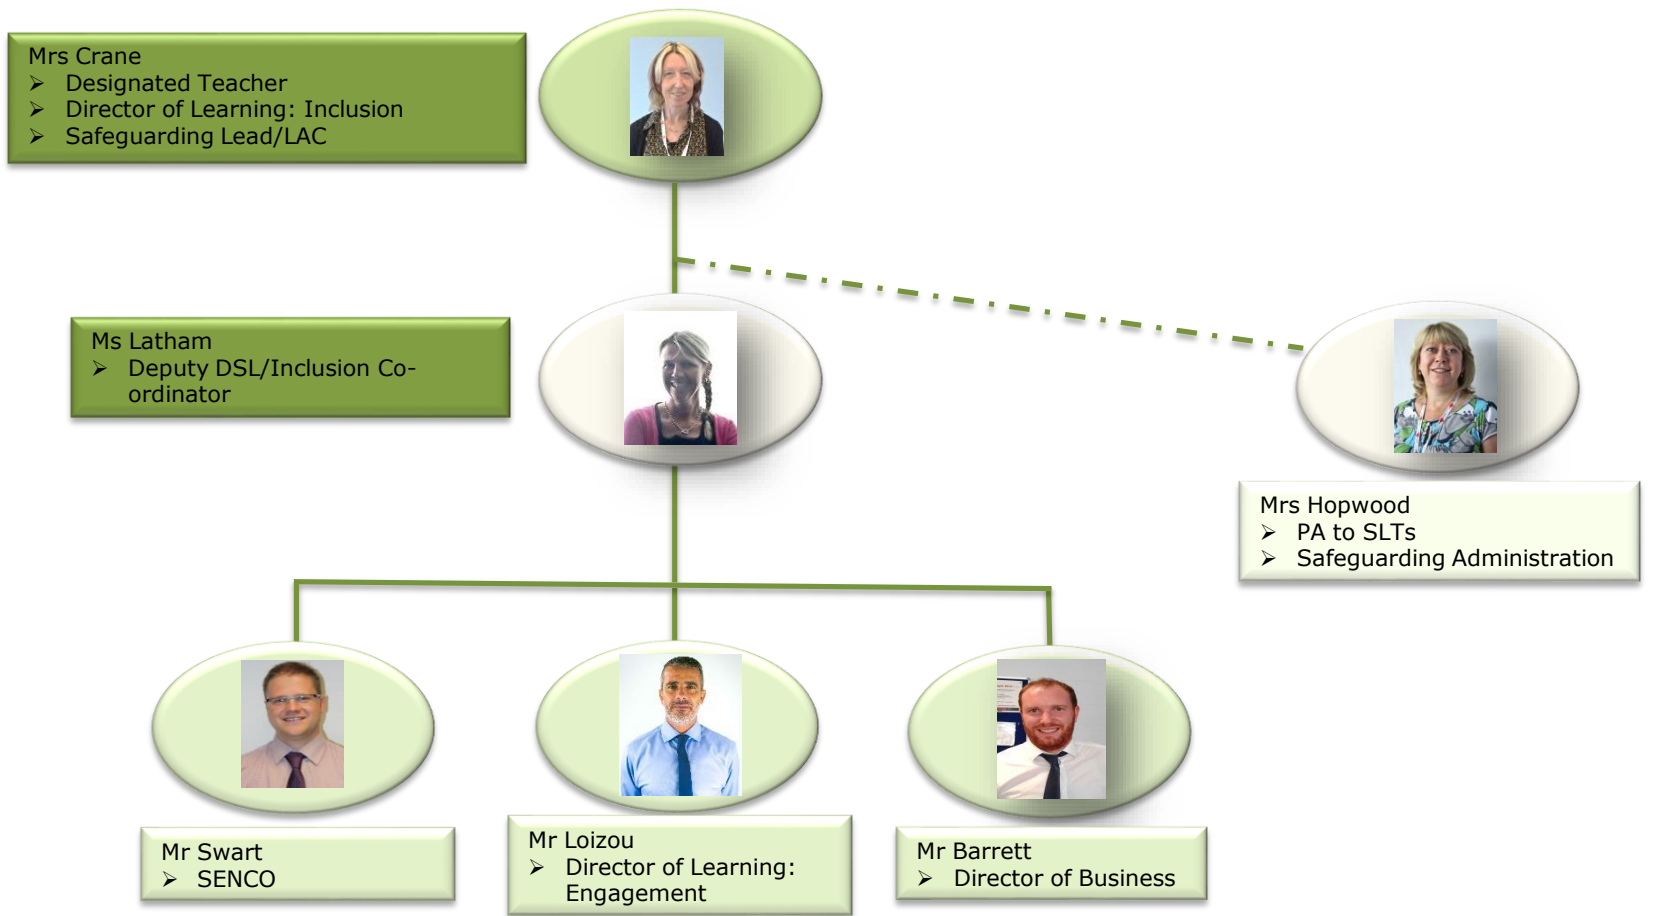 Mrs Crane
➢ Designated Teacher
➢ Director of Learning: Inclusion
➢ Safeguarding Lead/LAC
Ms Latham
➢ Deputy DSL/Inclusion Co-
ordinator
Mrs Hopwood
➢ PA to SLTs
➢ Safeguarding Administration
Mr Swart
➢ SENCO
Mr Loizou
➢ Director of Learning:
Engagement
Mr Barrett
➢ Director of Business